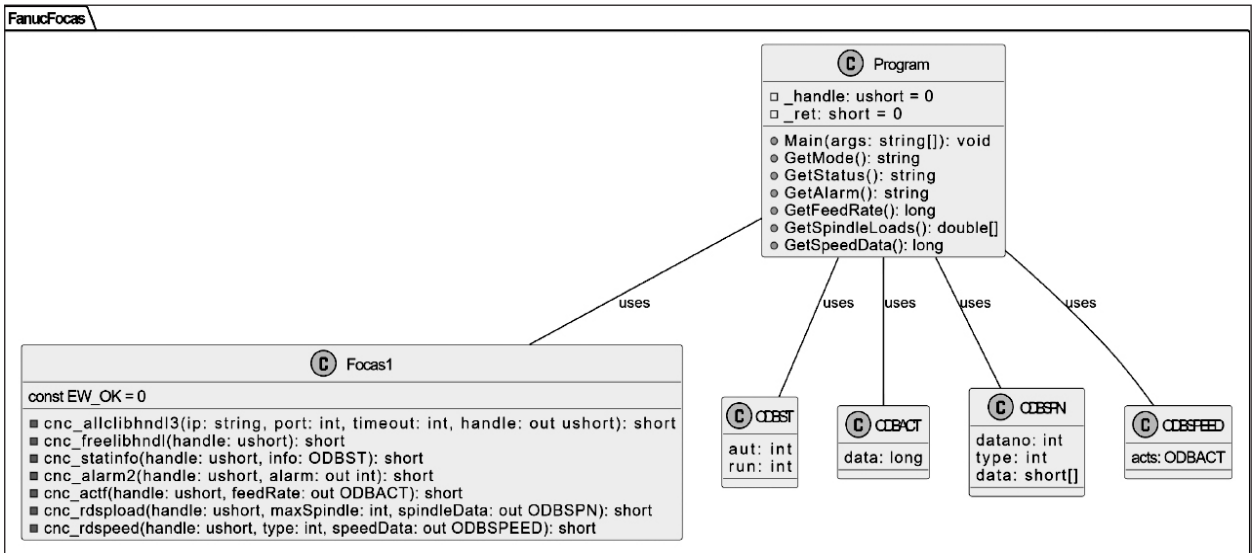 FanucFocas
C Program
_handle: ushort = 0
_ret: short = 0
Main(args: string[]): void
GetMode(): string
GetStatus(): string
GetAlarm(): string
GetFeedRate(): long
GetSpindleLoads(): double[]
GetSpeedData(): long
uses uses uses uses uses
C Focas1
const EW_OK = 0
cnc_allclibhndl3(ip: string, port: int, timeout: int, handle: out ushort): short
cnc_freelibhndl(handle: ushort): short
cnc_statinfo(handle: ushort, info: ODBST): short
cnc_alarm2(handle: ushort, alarm: out int): short
cnc_actf(handle: ushort, feedRate: out ODBACT): short
cnc_rdspload(handle: ushort, maxSpindle: int, spindleData: out ODBSPN): short
cnc_rdspeed(handle: ushort, type: int, speedData: out ODBSPEED): short
C ODBST
aut: int
run: int
C ODBACT
data: long
C ODBSPN
datano: int
type: int
data: short[]
C ODBSPEED
acts: ODBACT